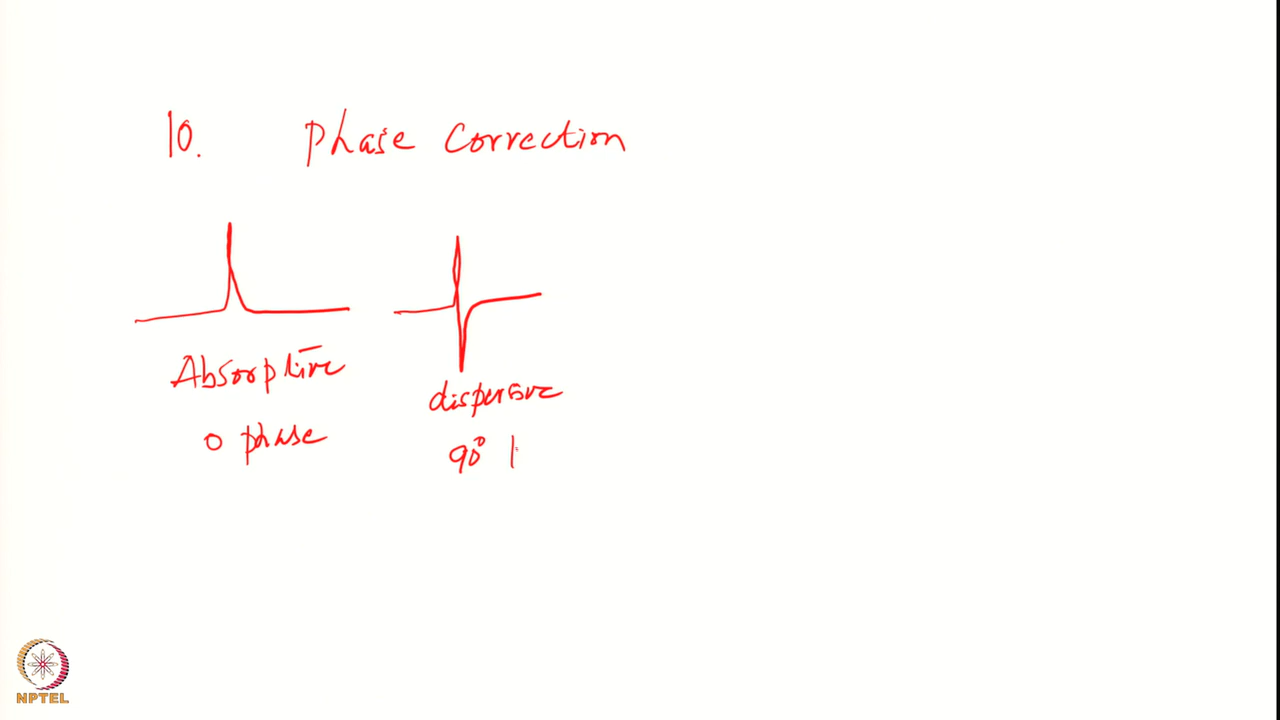 10. Phase Correction
Absorptive
dispersive
0 phase
90°
NPTEL